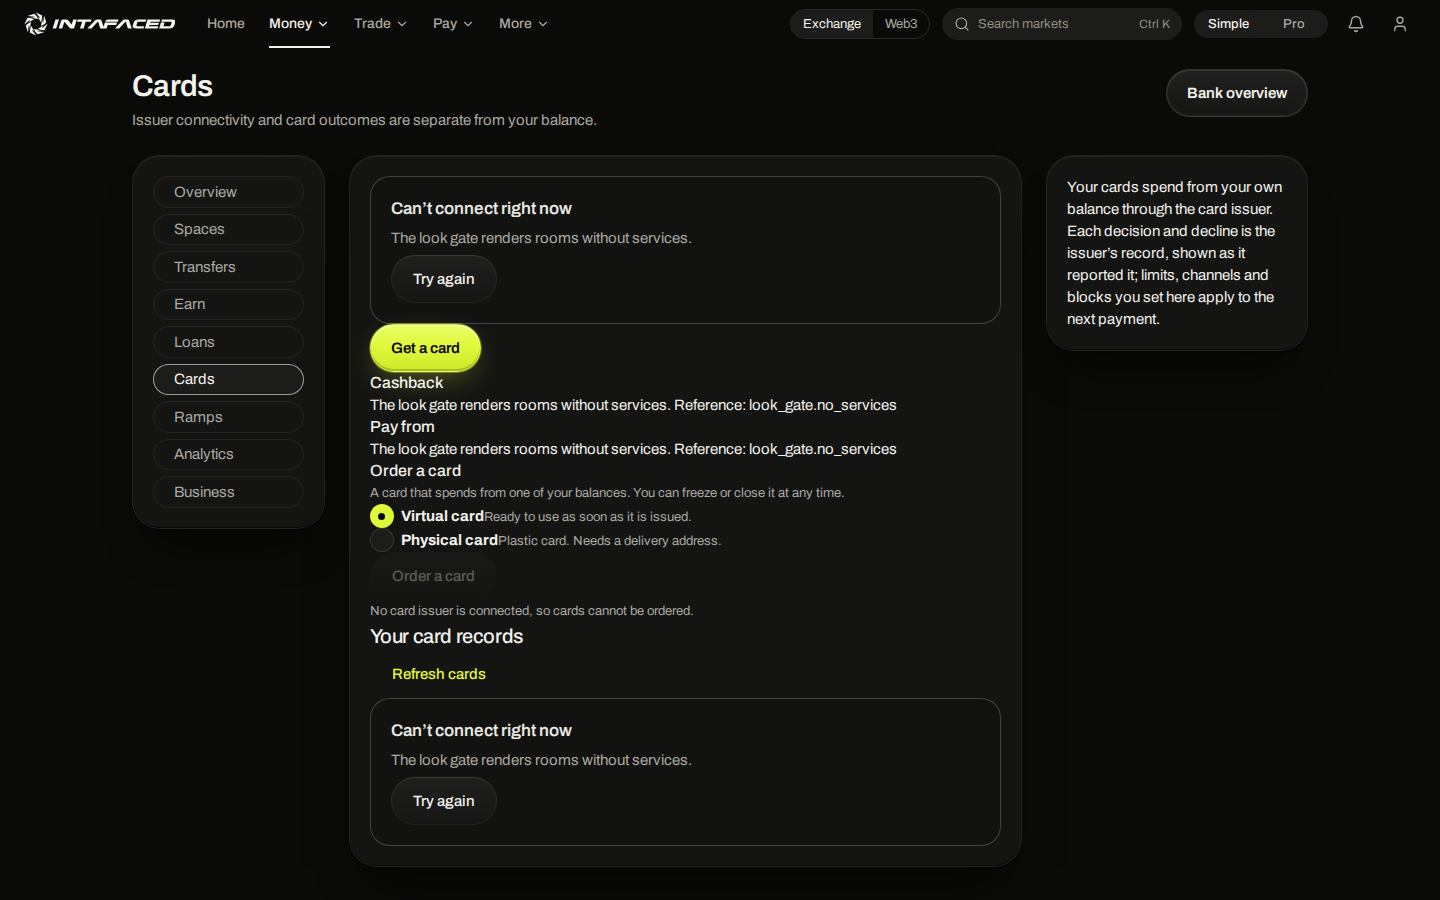 INTAFACED
Home
Money
Trade
Pay
More
Exchange
Web3
Search markets
Ctrl K
Simple
Pro
Cards
Issuer connectivity and card outcomes are separate from your balance.
Bank overview
Overview
Spaces
Transfers
Earn
Loans
Cards
Ramps
Analytics
Business
Can’t connect right now
The look gate renders rooms without services.
Try again
Get a card
Cashback
The look gate renders rooms without services. Reference: look_gate.no_services
Pay from
The look gate renders rooms without services. Reference: look_gate.no_services
Order a card
A card that spends from one of your balances. You can freeze or close it at any time.
Virtual cardReady to use as soon as it is issued.
Physical cardPlastic card. Needs a delivery address.
Order a card
No card issuer is connected, so cards cannot be ordered.
Your card records
Refresh cards
Can’t connect right now
The look gate renders rooms without services.
Try again
Your cards spend from your own
balance through the card issuer.
Each decision and decline is the
issuer’s record, shown as it
reported it; limits, channels and
blocks you set here apply to the
next payment.